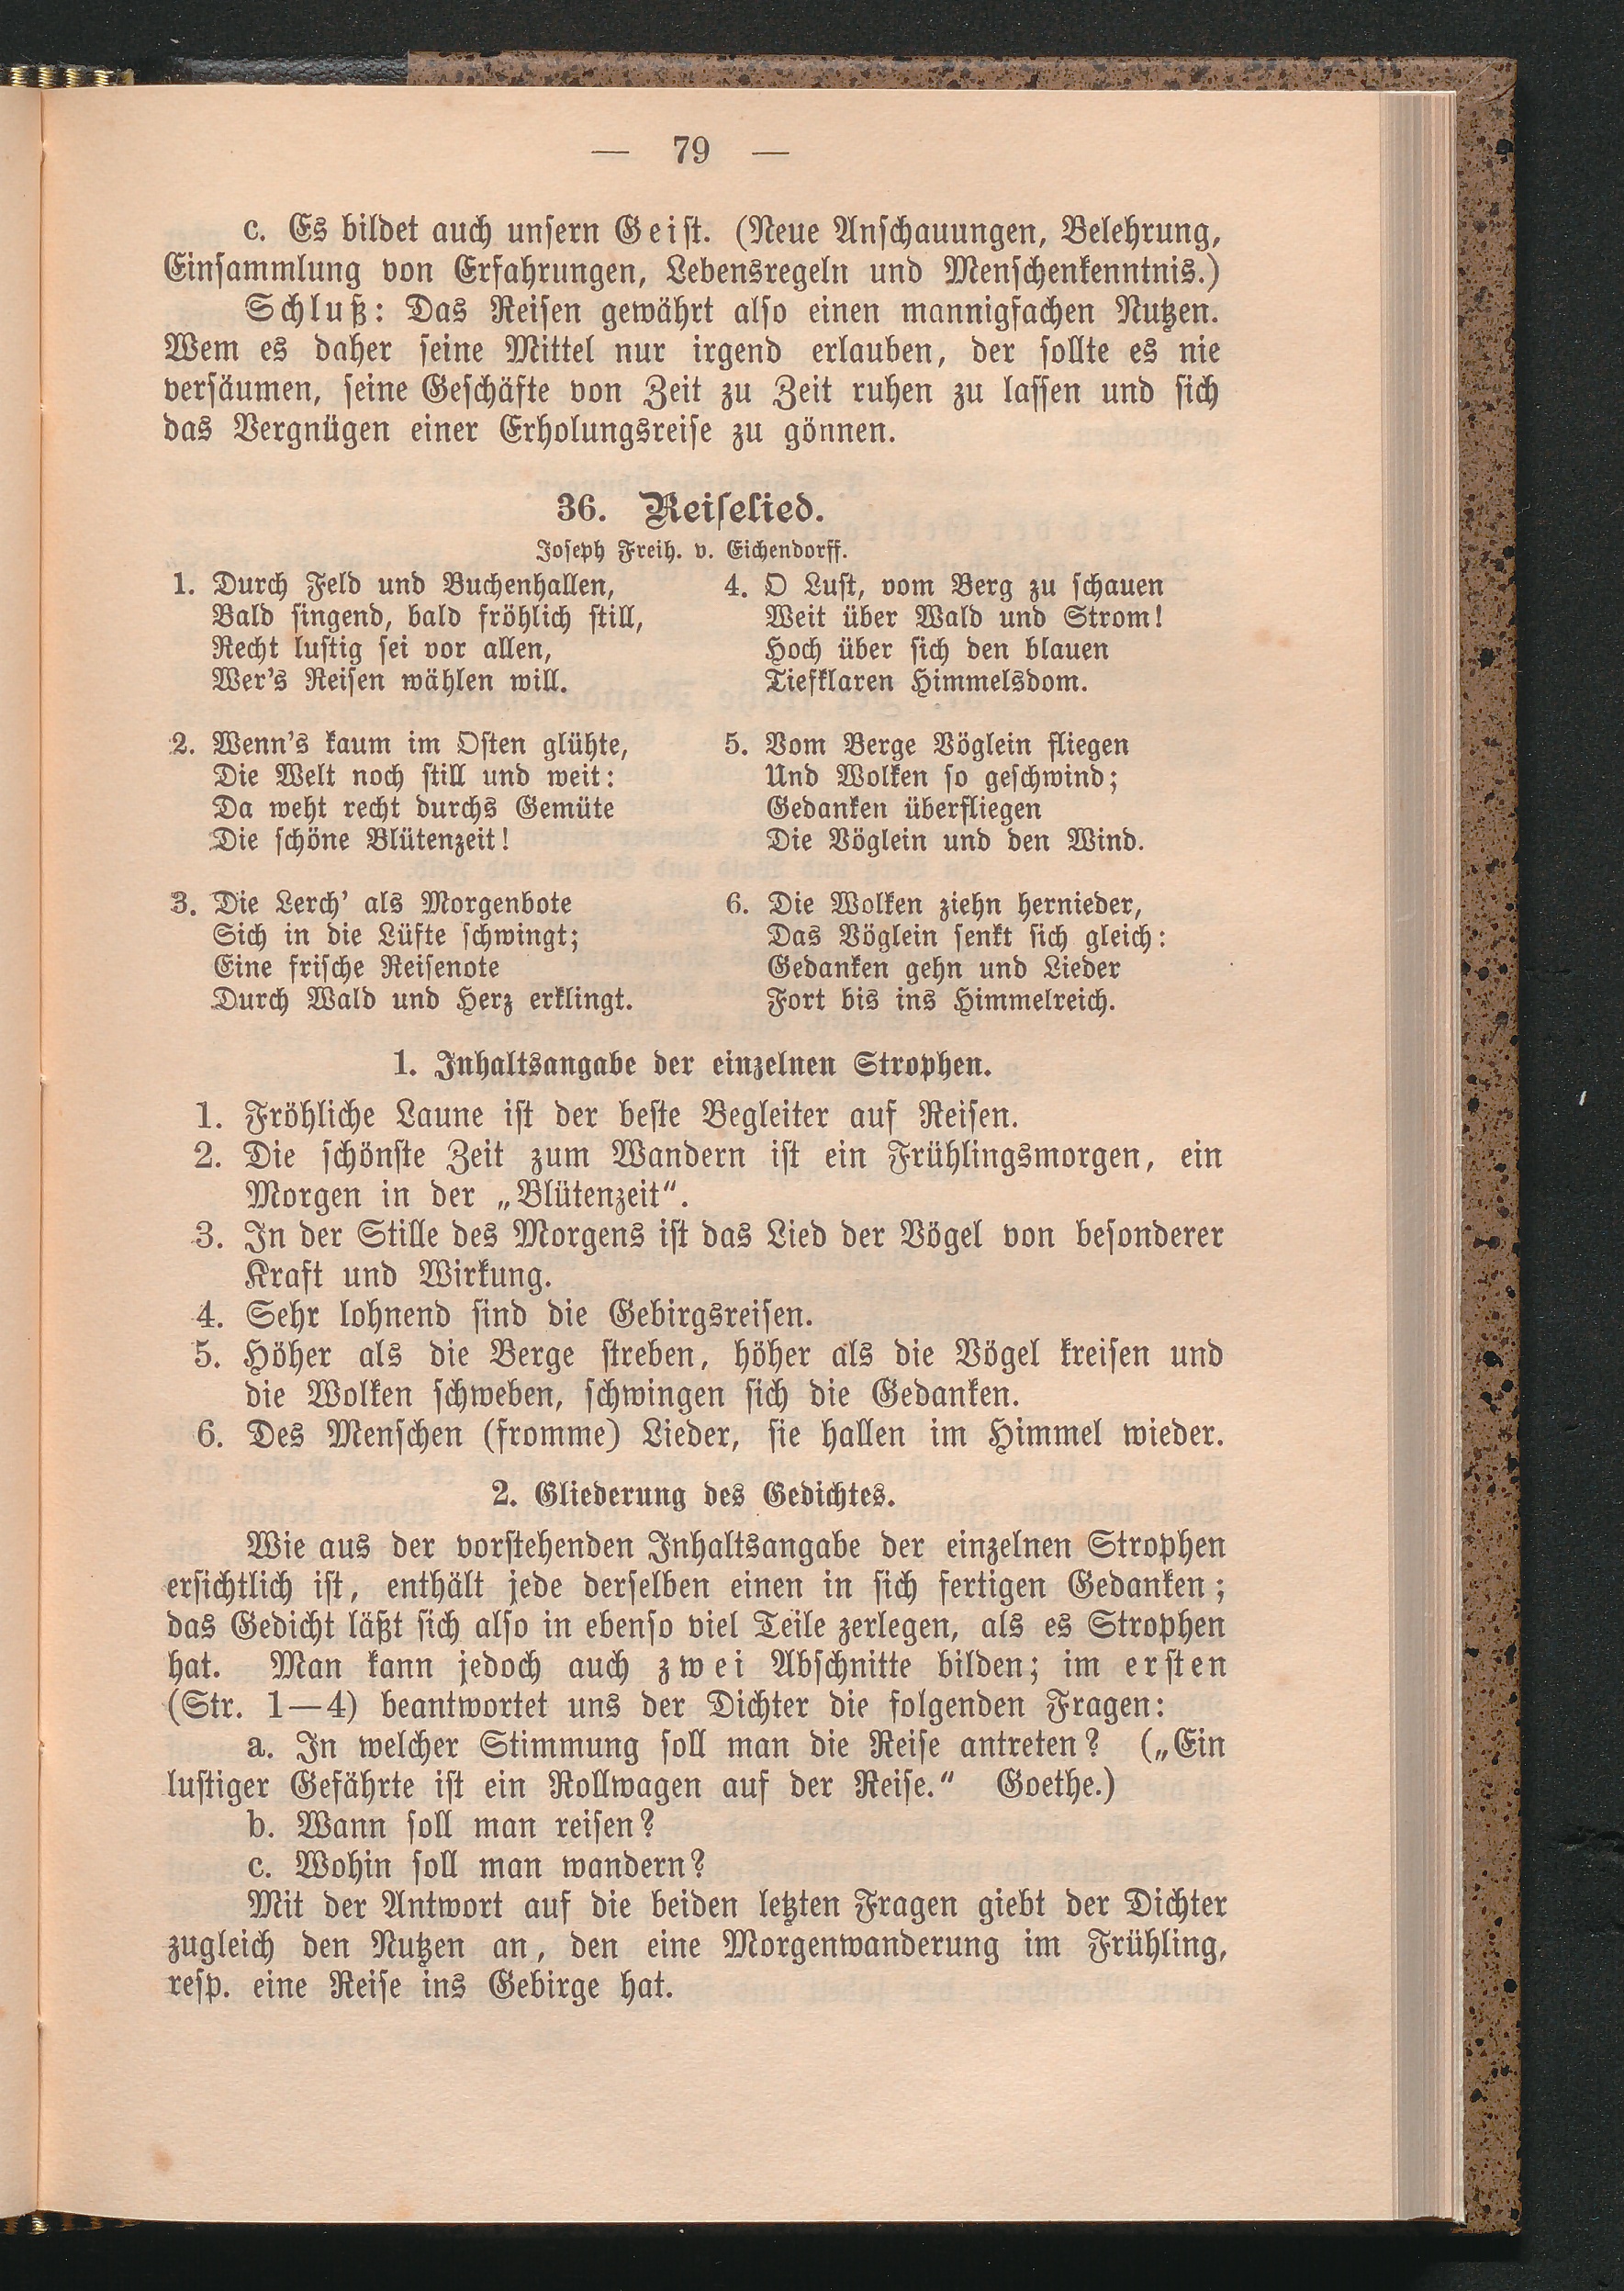 — 79 —
c. Es bildet auch unsern Geist. (Neue Anschauungen, Belehrung,
Einsammlung von Erfahrungen, Lebensregeln und Menschenkenntnis.)
Schluß: Das Reisen gewährt also einen mannigfachen Nutzen.
Wem es daher seine Mittel nur irgend erlauben, der sollte es nie
versäumen, seine Geschäfte von Zeit zu Zeit ruhen zu lassen und sich
das Vergnügen einer Erholungsreise zu gönnen.
36. Reiselied.
Joseph Freih. v. Eichendorff.
1. Durch Feld und Buchenhallen,
Bald singend, bald fröhlich still,
Recht lustig sei vor allen,
Wer's Reisen wählen will.
2. Wenn's kaum im Osten glühte,
Die Welt noch still und weit:
Da weht recht durchs Gemüte
Die schöne Blütenzeit!
3. Die Lerch' als Morgenbote
Sich in die Lüfte schwingt;
Eine frische Reisenote
Durch Wald und Herz erklingt.
4. O Lust, vom Berg zu schauen
Weit über Wald und Strom!
Hoch über sich den blauen
Tiefklaren Himmelsdom.
5. Vom Berge Vöglein fliegen
Und Wolken so geschwind;
Gedanken überfliegen
Die Vöglein und den Wind.
6. Die Wolken ziehn hernieder,
Das Vöglein senkt sich gleich:
Gedanken gehn und Lieder
Fort bis ins Himmelreich.
1. Inhaltsangabe der einzelnen Strophen.
1. Fröhliche Laune ist der beste Begleiter auf Reisen.
2. Die schönste Zeit zum Wandern ist ein Frühlingsmorgen, ein
Morgen in der „Blütenzeit“.
3. In der Stille des Morgens ist das Lied der Vögel von besonderer
Kraft und Wirkung.
4. Sehr lohnend sind die Gebirgsreisen.
5. Höher als die Berge streben, höher als die Vögel kreisen und
die Wolken schweben, schwingen sich die Gedanken.
6. Des Menschen (fromme) Lieder, sie hallen im Himmel wieder.
2. Gliederung des Gedichtes.
Wie aus der vorstehenden Inhaltsangabe der einzelnen Strophen
ersichtlich ist, enthält jede derselben einen in sich fertigen Gedanken;
das Gedicht läßt sich also in ebenso viel Teile zerlegen, als es Strophen
hat. Man kann jedoch auch zwei Abschnitte bilden; im ersten
(Str. 1—4) beantwortet uns der Dichter die folgenden Fragen:
a. In welcher Stimmung soll man die Reise antreten? („Ein
lustiger Gefährte ist ein Rollwagen auf der Reise.“ Goethe.)
b. Wann soll man reisen?
c. Wohin soll man wandern?
Mit der Antwort auf die beiden letzten Fragen giebt der Dichter
zugleich den Nutzen an, den eine Morgenwanderung im Frühling,
resp. eine Reise ins Gebirge hat.